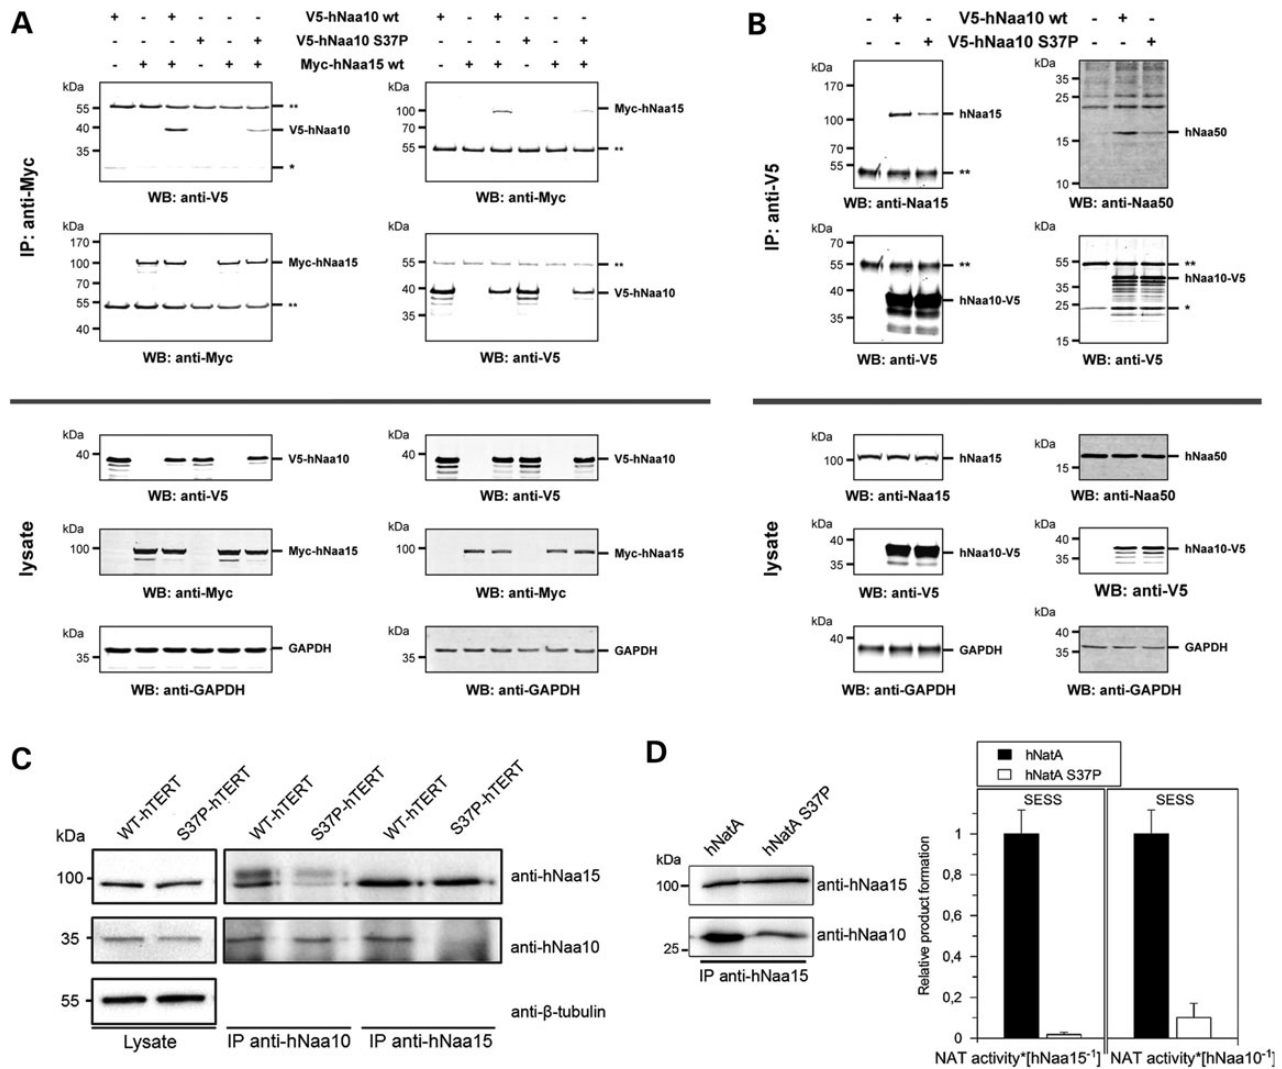 A
- + - + - - - V5-hNaa10 wt + - + - - -
- - - + - + V5-hNaa10 S37P - - - + - +
- + + - + + Myc-hNaa15 wt - + + - + +
IP: anti-Myc
kDa
55
40
35
**
V5-hNaa10
*
WB: anti-V5
kDa
100
70
55
Myc-hNaa15
**
WB: anti-Myc
kDa
170
100
70
55
40
Myc-hNaa15
**
WB: anti-Myc
kDa
55
40
35
**
V5-hNaa10
WB: anti-V5
lysate
kDa
40
V5-hNaa10
WB: anti-V5
kDa
40
V5-hNaa10
WB: anti-V5
kDa
100
Myc-hNaa15
WB: anti-Myc
kDa
100
Myc-hNaa15
WB: anti-Myc
kDa
35
GAPDH
WB: anti-GAPDH
kDa
35
GAPDH
WB: anti-GAPDH
B
- + - V5-hNaa10 wt - + -
- - + V5-hNaa10 S37P - - +
IP: anti-V5
kDa
170
100
70
55
hNaa15
**
WB: anti-Naa15
kDa
35
25
15
10
hNaa50
WB: anti-Naa50
kDa
70
55
40
35
**
hNaa10-V5
WB: anti-V5
kDa
55
35
25
15
**
hNaa10-V5
*
WB: anti-V5
lysate
kDa
100
hNaa15
WB: anti-Naa15
kDa
15
hNaa50
WB: anti-Naa50
kDa
40
35
hNaa10-V5
WB: anti-V5
kDa
40
35
hNaa10-V5
WB: anti-V5
kDa
40
GAPDH
WB: anti-GAPDH
kDa
40
35
GAPDH
WB: anti-GAPDH
C
WT-hTERT S37P-hTERT WT-hTERT S37P-hTERT WT-hTERT S37P-hTERT
kDa
100
anti-hNaa15
35
anti-hNaa10
55
anti-β-tubulin
Lysate IP anti-hNaa10 IP anti-hNaa15
D
hNatA hNatA S37P
kDa
100
anti-hNaa15
25
anti-hNaa10
IP anti-hNaa15
hNatA
hNatA S37P
SESS SESS
Relative product formation
1
0,8
0,6
0,4
0,2
0
NAT activity*[hNaa15⁻¹] NAT activity*[hNaa10⁻¹]